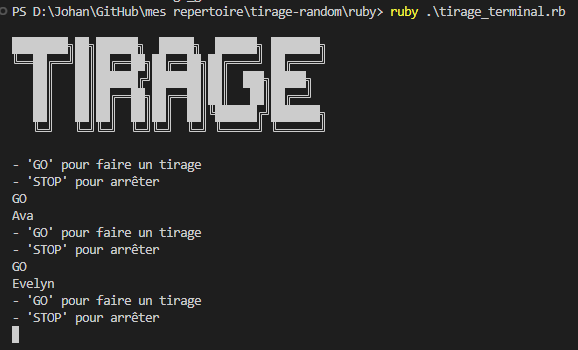 PS D:\Johan\GitHub\mes repertoire\tirage-random\ruby> ruby .\tirage_terminal.rb
TIRAGE
- 'GO' pour faire un tirage
- 'STOP' pour arrêter
GO
Ava
- 'GO' pour faire un tirage
- 'STOP' pour arrêter
GO
Evelyn
- 'GO' pour faire un tirage
- 'STOP' pour arrêter